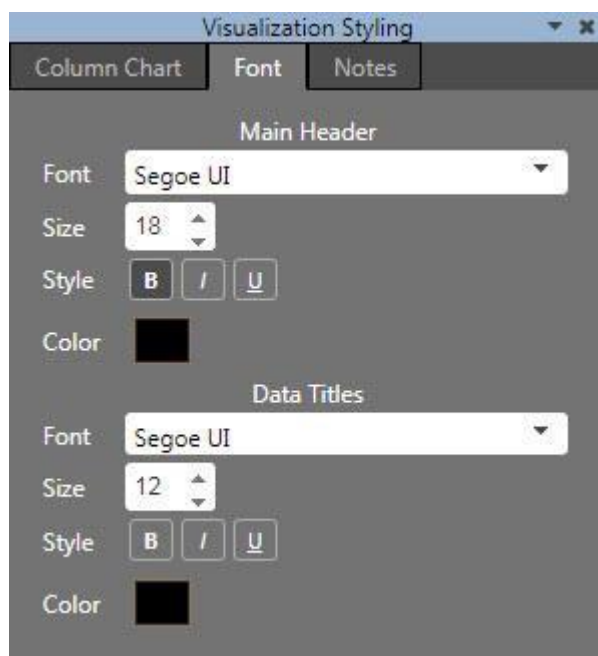 Visualization Styling
Column Chart Font Notes
Main Header
Font Segoe UI
Size 18
Style B I U
Color
Data Titles
Font Segoe UI
Size 12
Style B I U
Color